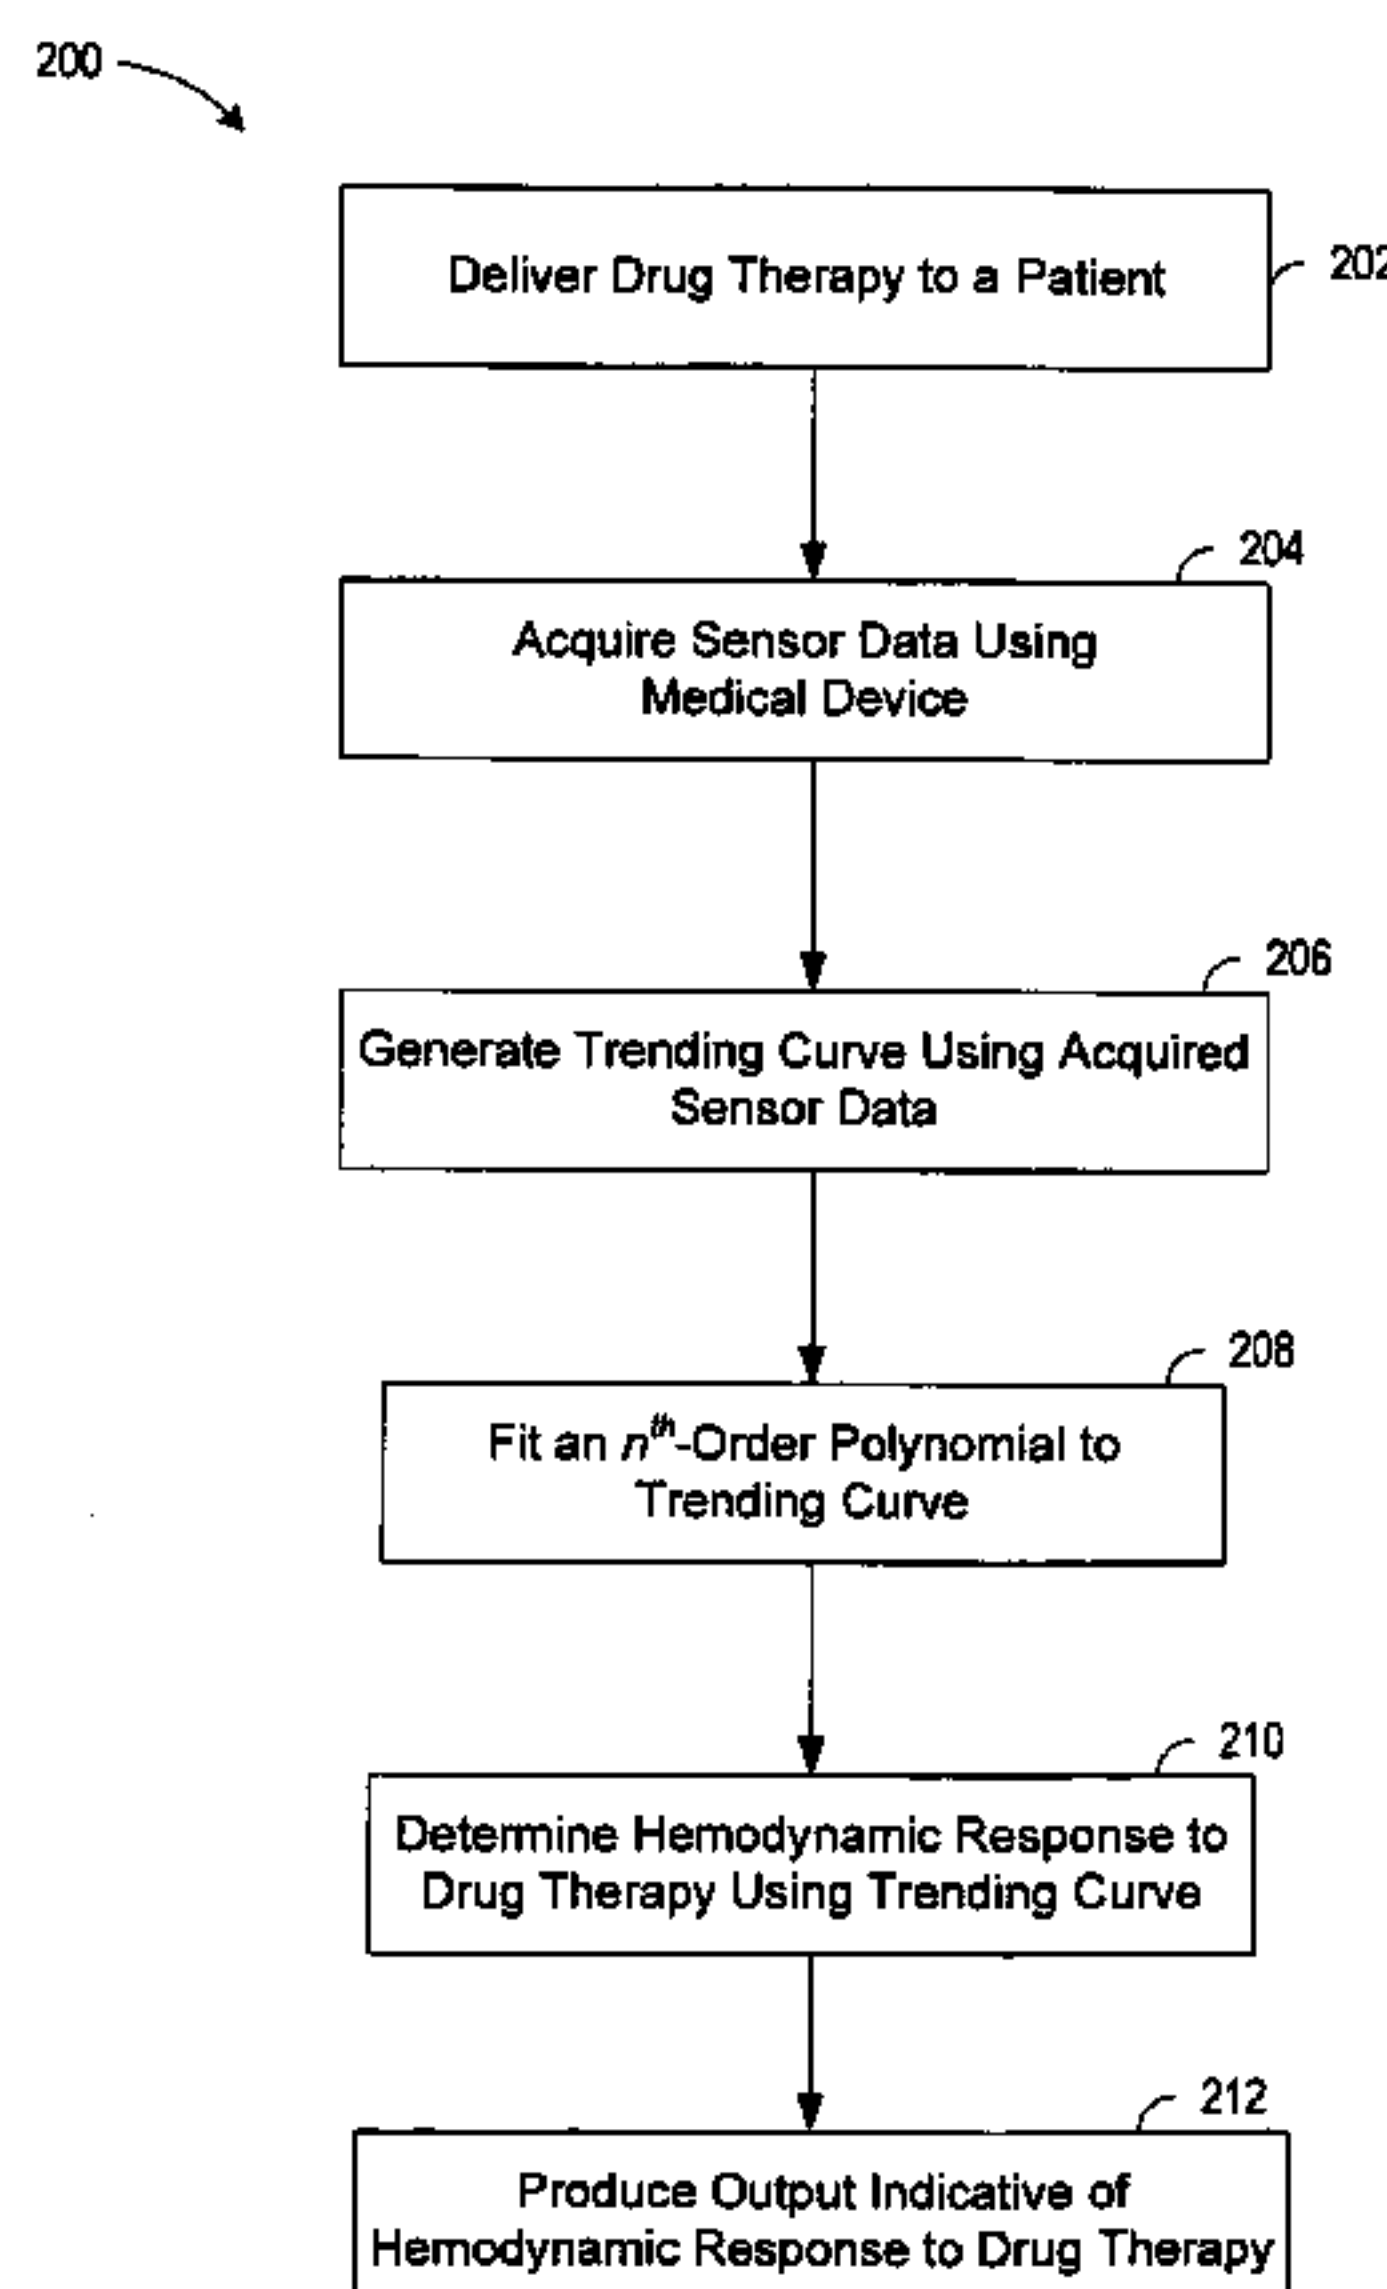 200
Deliver Drug Therapy to a Patient
202
204
Acquire Sensor Data Using
Medical Device
206
Generate Trending Curve Using Acquired
Sensor Data
208
Fit an nth-Order Polynomial to
Trending Curve
210
Determine Hemodynamic Response to
Drug Therapy Using Trending Curve
212
Produce Output Indicative of
Hemodynamic Response to Drug Therapy